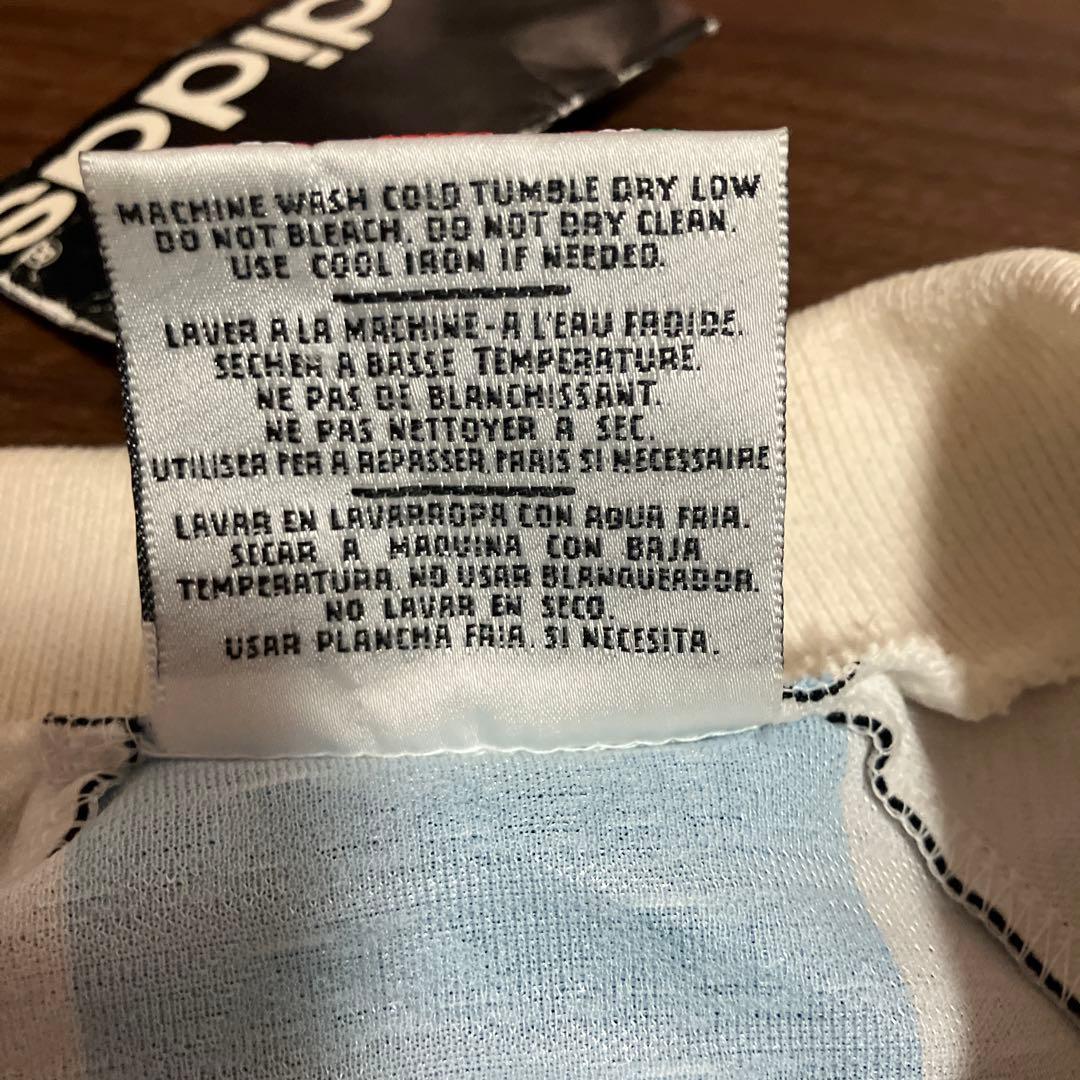 adidas®
MACHINE WASH COLD TUMBLE DRY LOW
DO NOT BLEACH. DO NOT DRY CLEAN.
USE COOL IRON IF NEEDED.
LAVER A LA MACHINE-A L'EAU FROIDE.
SECHER A BASSE TEMPERATURE.
NE PAS DE BLANCHISSANT.
NE PAS NETTOYER A SEC.
UTILISER FER A REPASSER, PARIS SI NECESSAIRE
LAVAR EN LAVARROPA CON AGUA FRIA.
SECAR A MAQUINA CON BAJA
TEMPERATURA. NO USAR BLANQUEADOR.
NO LAVAR EN SECO.
USAR PLANCHA FRIA. SI NECESITA.